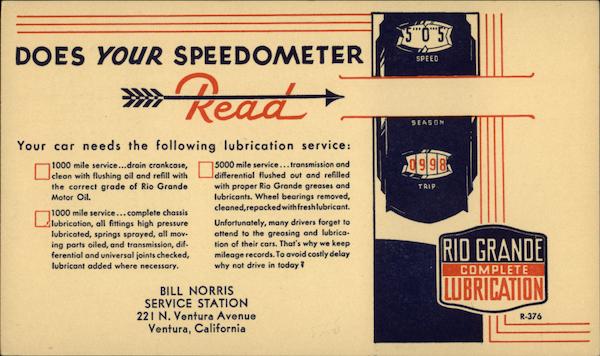 DOES YOUR SPEEDOMETER
Read
5 0 5
SPEED
SEASON
0998
TRIP
Your car needs the following lubrication service:
1000 mile service...drain crankcase,
clean with flushing oil and refill with
the correct grade of Rio Grande
Motor Oil.
1000 mile service...complete chassis
lubrication, all fittings high pressure
lubricated, springs sprayed, all mov-
ing parts oiled, and transmission, dif-
ferential and universal joints checked,
lubricant added where necessary.
5000 mile service...transmission and
differential flushed out and refilled
with proper Rio Grande greases and
lubricants. Wheel bearings removed,
cleaned, repacked with fresh lubricant.
Unfortunately, many drivers forget to
attend to the greasing and lubrica-
tion of their cars. That's why we keep
mileage records. To avoid costly delay
why not drive in today?
BILL NORRIS
SERVICE STATION
221 N. Ventura Avenue
Ventura, California
RIO GRANDE
COMPLETE
LUBRICATION
R-376